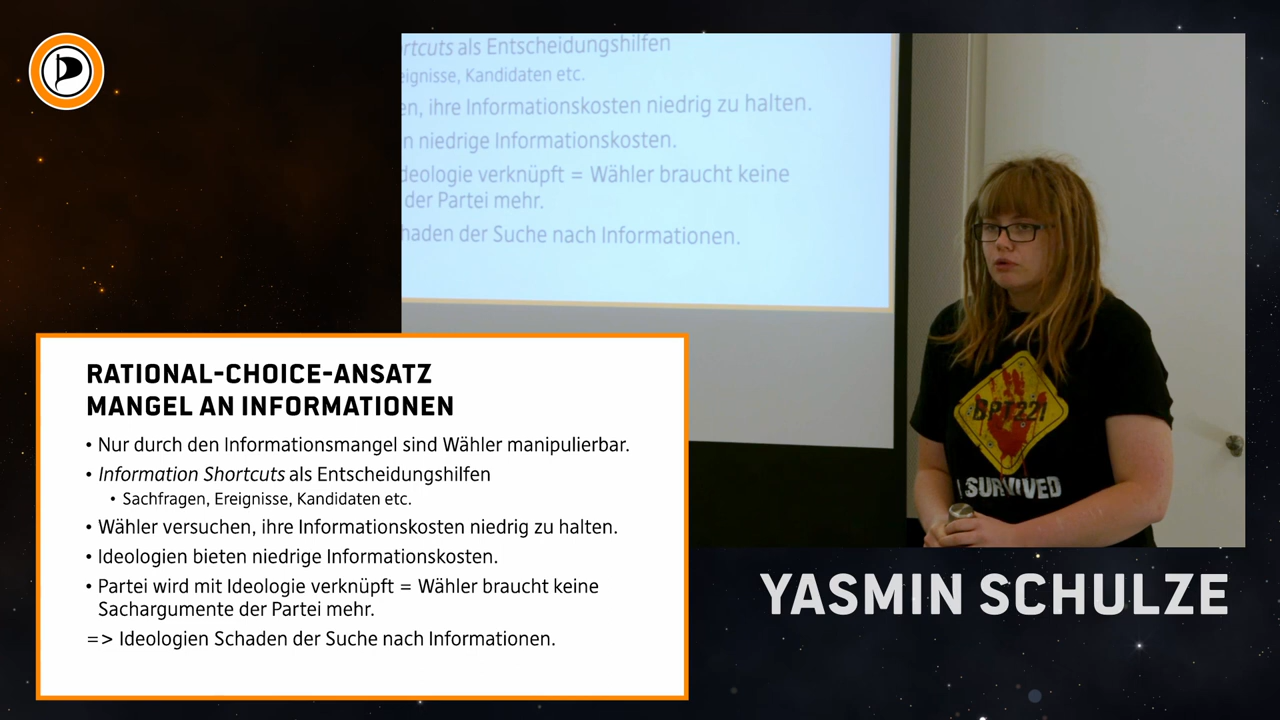 rtcuts als Entscheidungshilfen
eignisse, Kandidaten etc.
en, ihre Informationskosten niedrig zu halten.
n niedrige Informationskosten.
deologie verknüpft = Wähler braucht keine
der Partei mehr.
haden der Suche nach Informationen.
BPT221
I SURVIVED
RATIONAL-CHOICE-ANSATZ
MANGEL AN INFORMATIONEN
• Nur durch den Informationsmangel sind Wähler manipulierbar.
• Information Shortcuts als Entscheidungshilfen
• Sachfragen, Ereignisse, Kandidaten etc.
• Wähler versuchen, ihre Informationskosten niedrig zu halten.
• Ideologien bieten niedrige Informationskosten.
• Partei wird mit Ideologie verknüpft = Wähler braucht keine
Sachargumente der Partei mehr.
=> Ideologien Schaden der Suche nach Informationen.
YASMIN SCHULZE